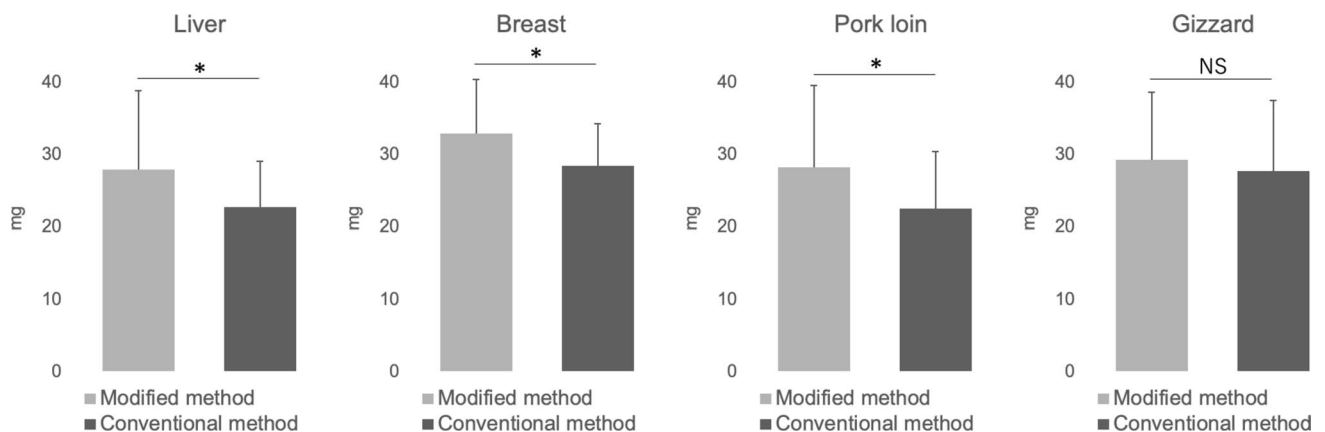 Liver
*
40
30
20
10
0
mg
Modified method
Conventional method
Breast
*
40
30
20
10
0
mg
Modified method
Conventional method
Pork loin
*
40
30
20
10
0
mg
Modified method
Conventional method
Gizzard
NS
40
30
20
10
0
mg
Modified method
Conventional method